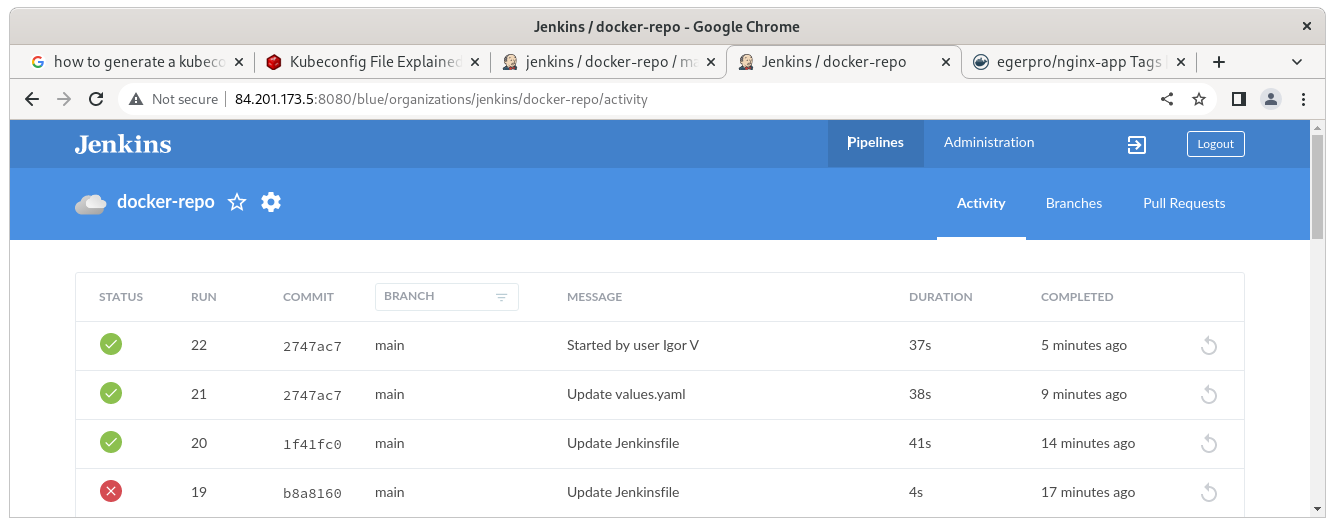 Jenkins / docker-repo - Google Chrome
how to generate a kubeco
Kubeconfig File Explained
jenkins / docker-repo / ma
Jenkins / docker-repo
egerpro/nginx-app Tags |
Not secure 84.201.173.5:8080/blue/organizations/jenkins/docker-repo/activity
Jenkins Pipelines Administration Logout
docker-repo Activity Branches Pull Requests
STATUS RUN COMMIT BRANCH MESSAGE DURATION COMPLETED
22 2747ac7 main Started by user Igor V 37s 5 minutes ago
21 2747ac7 main Update values.yaml 38s 9 minutes ago
20 1f41fc0 main Update Jenkinsfile 41s 14 minutes ago
19 b8a8160 main Update Jenkinsfile 4s 17 minutes ago